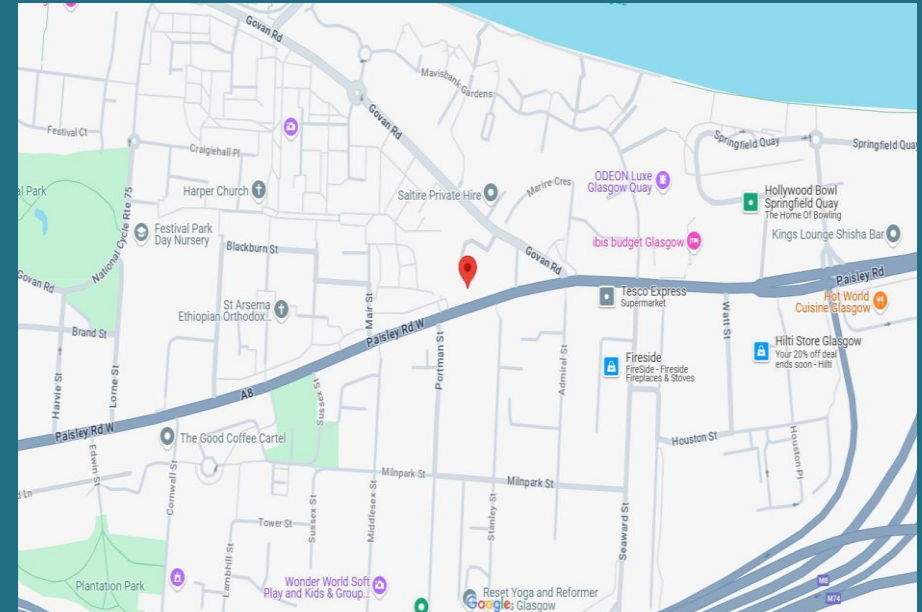 Govan Rd
Mavisbank
Gardens
Govan Rd
Festival Ct
Craiglehall Pl
Springfield Quay
Springfield Quay
al Park
Harper Church
Saltire Private Hire
Marine Cres
ODEON Luxe
Glasgow Quay
Hollywood Bowl
Springfield Quay
The Home Of Bowling
National Cycle Rte 75
Festival Park
Day Nursery
Blackburn St
ibis budget Glasgow
Kings Lounge Shisha Bar
Govan Rd
Govan Rd
Paisley Rd
St Arsema
Ethiopian Orthodox...
Mair St
Tesco Express
Supermarket
Hot World
Cuisine Glasgow
Brand St
Paisley Rd W
Portman St
Admiral St
Watt St
Hilti Store Glasgow
Your 20% off deal
ends soon - Hilti
Fireside
FireSide - Fireside
Fireplaces & Stoves
Harvie St
Lorne St
A8
Sussex St
Paisley Rd W
The Good Coffee Cartel
Houston St
Houston Pl
Edwin St
Cornwall St
Milnpark St
Milnpark St
d Ln
Sussex St
Middlesex St
Stanley St
Seaward St
Tower St
Lambhill St
Plantation Park
Wonder World Soft
Play and Kids & Group...
Reset Yoga and Reformer
s Glasgow
Google
M8
M74